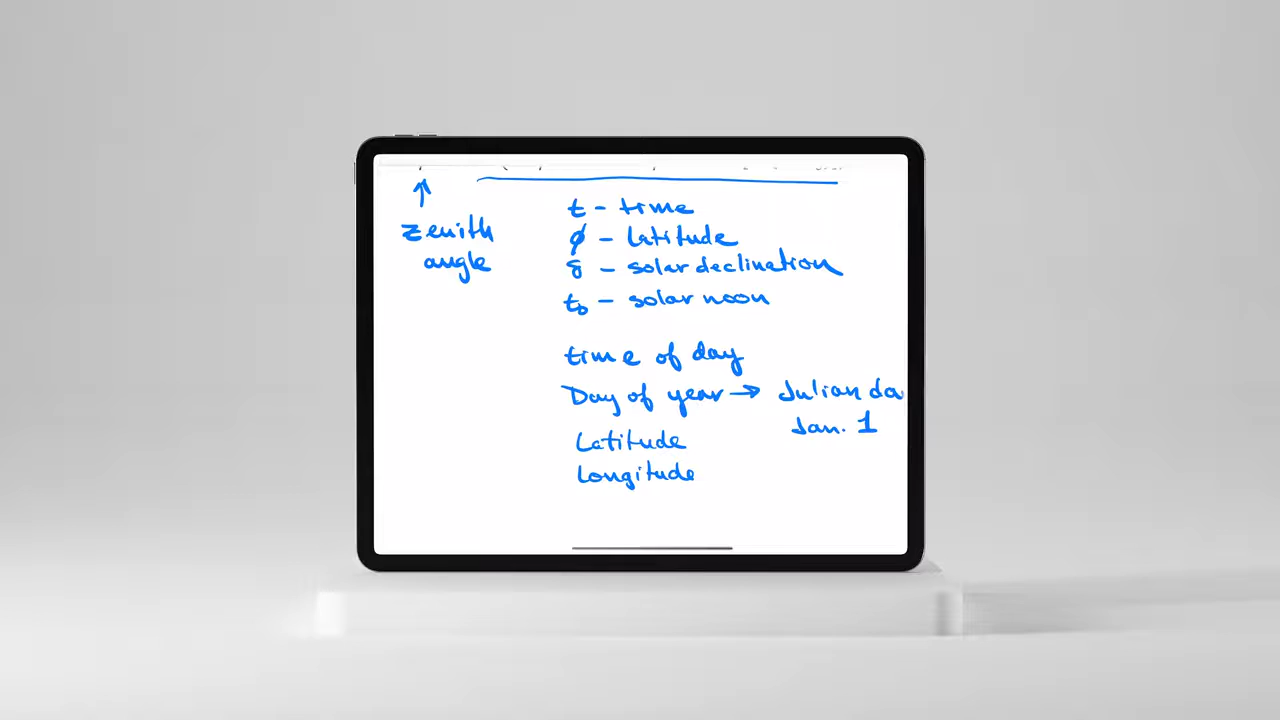 ↑
zenith
angle
t - time
ϕ - latitude
δ - solar declination
t₀ - solar noon
time of day
Day of year → Julian da
Jan. 1
Latitude
Longitude